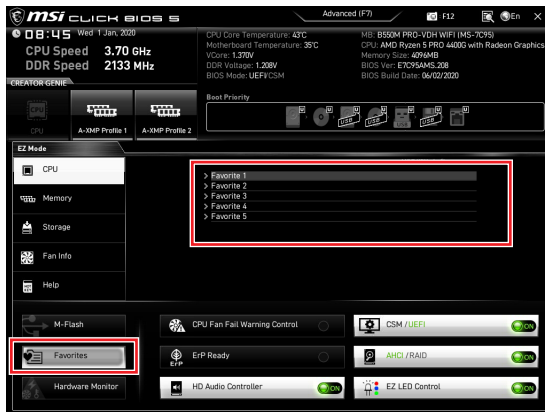 msi CLICK BIOS 5
Advanced (F7)
F12
En
X
08:45 Wed 1 Jan, 2020
CPU Speed 3.70 GHz
DDR Speed 2133 MHz
CPU Core Temperature: 43°C
Motherboard Temperature: 35°C
VCore: 1.370V
DDR Voltage: 1.208V
BIOS Mode: UEFI/CSM
MB: B550M PRO-VDH WIFI (MS-7C95)
CPU: AMD Ryzen 5 PRO 4400G with Radeon Graphics
Memory Size: 4096MB
BIOS Ver: E7C95AMS.208
BIOS Build Date: 06/02/2020
CREATOR GENIE
CPU
A-XMP Profile 1
A-XMP Profile 2
Boot Priority
U U U U U U U
USB USB USB USB
EZ Mode
CPU
Memory
Storage
Fan Info
Help
> Favorite 1
> Favorite 2
> Favorite 3
> Favorite 4
> Favorite 5
M-Flash
Favorites
Hardware Monitor
CPU Fan Fail Warning Control
ErP ErP Ready
HD Audio Controller ON
CSM /UEFI ON
AHCI /RAID ON
EZ LED Control ON